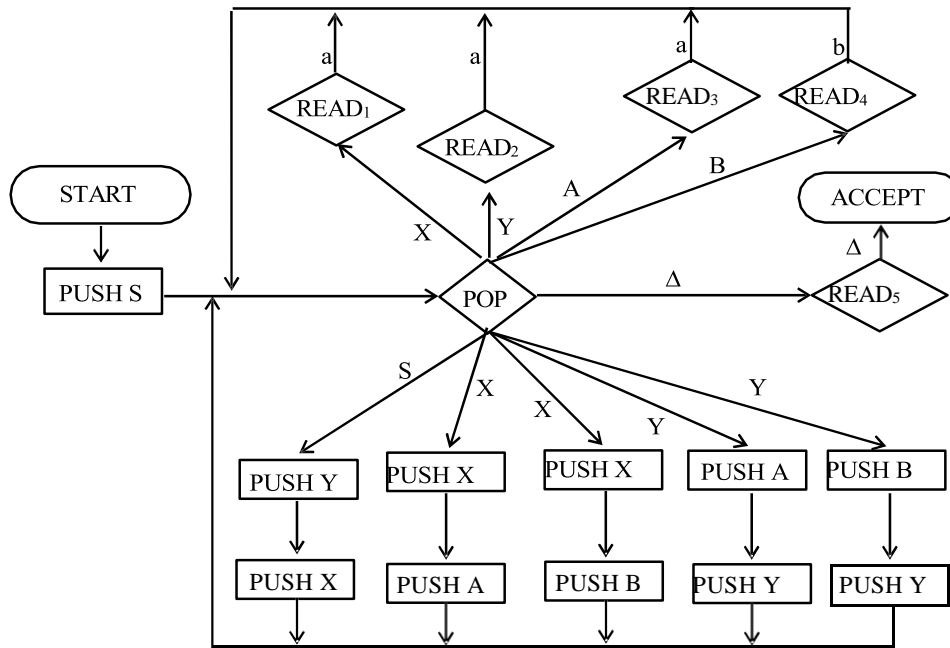 a
a
a
b
READ₁
READ₂
READ₃
READ₄
START
X
Y
A
B
ACCEPT
PUSH S
POP
Δ
Δ
READ₅
S
X
X
Y
Y
PUSH Y
PUSH X
PUSH X
PUSH A
PUSH B
PUSH X
PUSH A
PUSH B
PUSH Y
PUSH Y